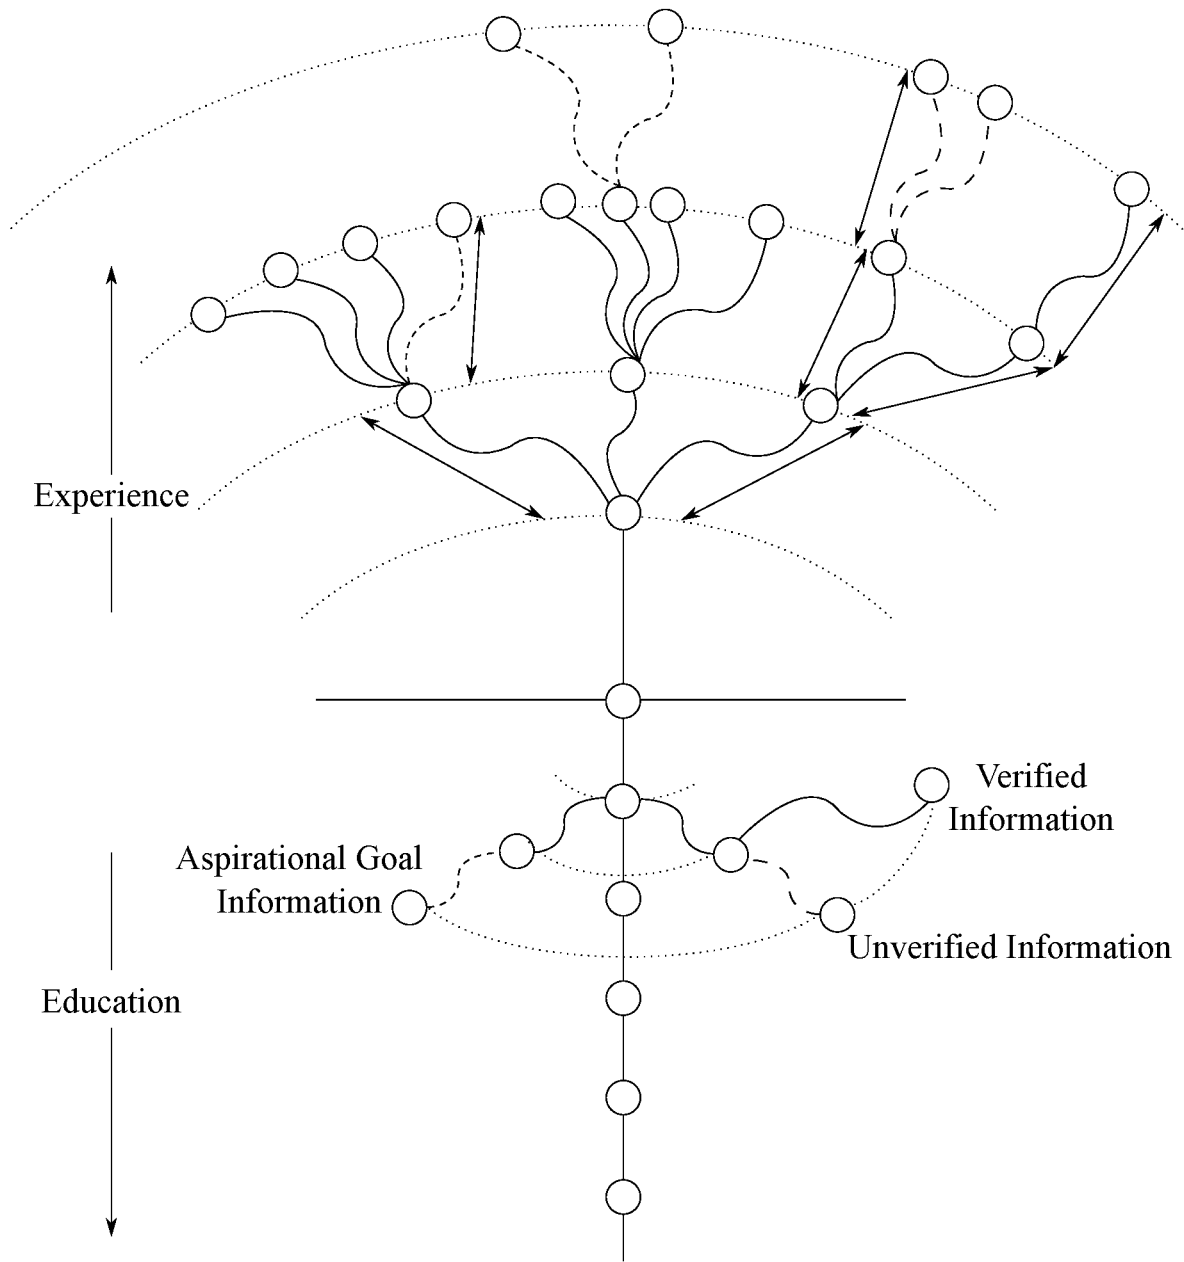 Experience
Verified
Information
Aspirational Goal
Information
Unverified Information
Education